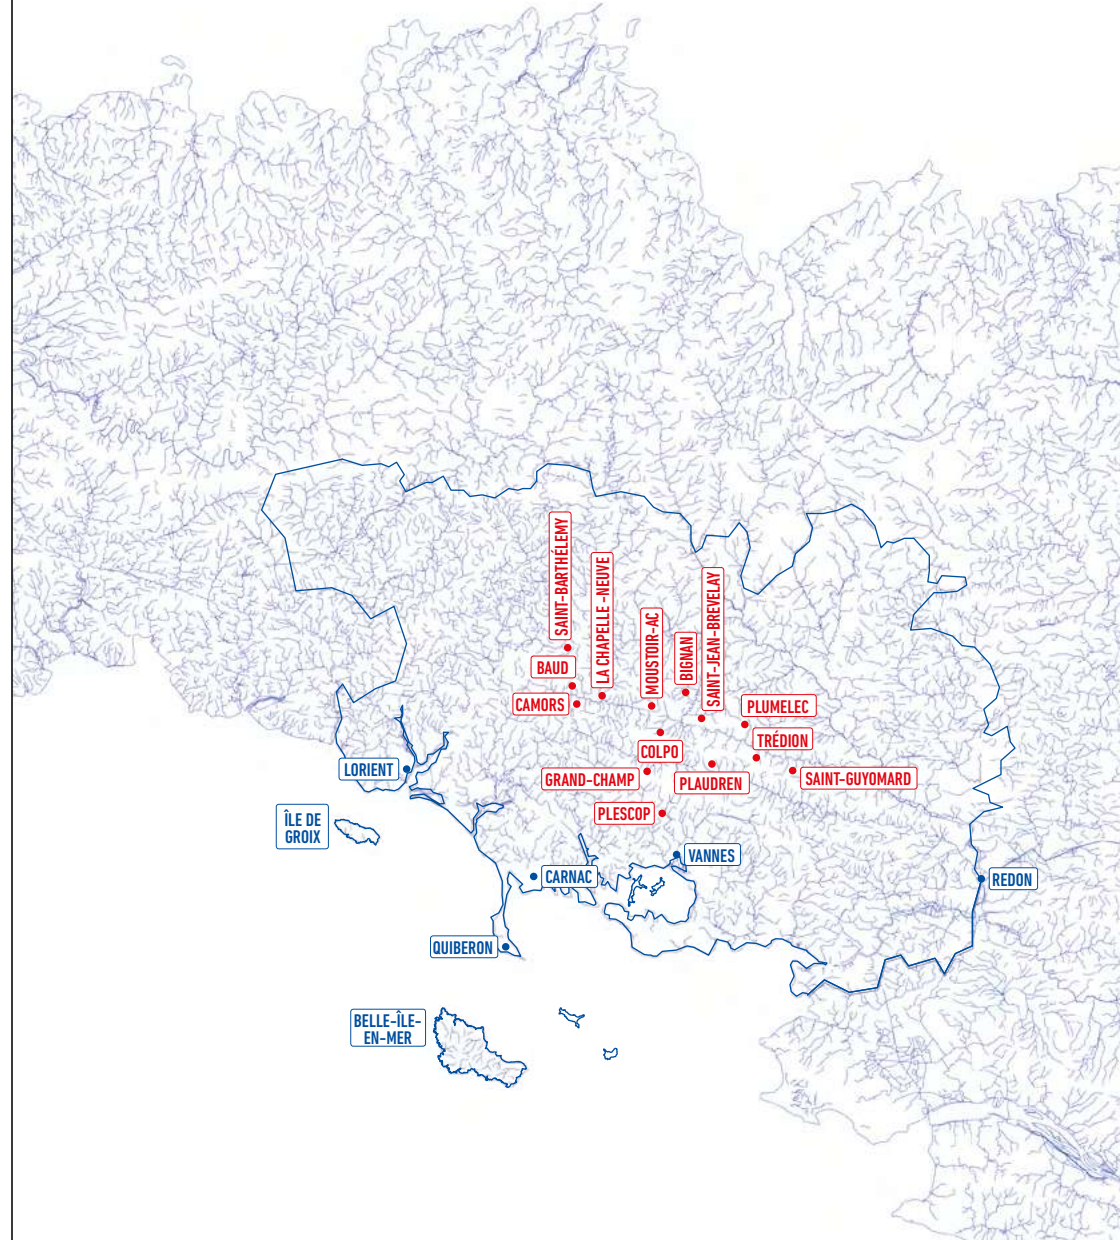 SAINT-BARTHÉLEMY
LA CHAPELLE -NEUVE
SAINT-JEAN-BREVELAY
MOUSTOIR-AC
BIGNAN
BAUD
CAMORS
PLUMELEC
TRÉDION
COLPO
LORIENT
GRAND-CHAMP
PLAUDREN
SAINT-GUYOMARD
PLESCOP
ÎLE DE
GROIX
VANNES
CARNAC
REDON
QUIBERON
BELLE-ÎLE-
EN-MER